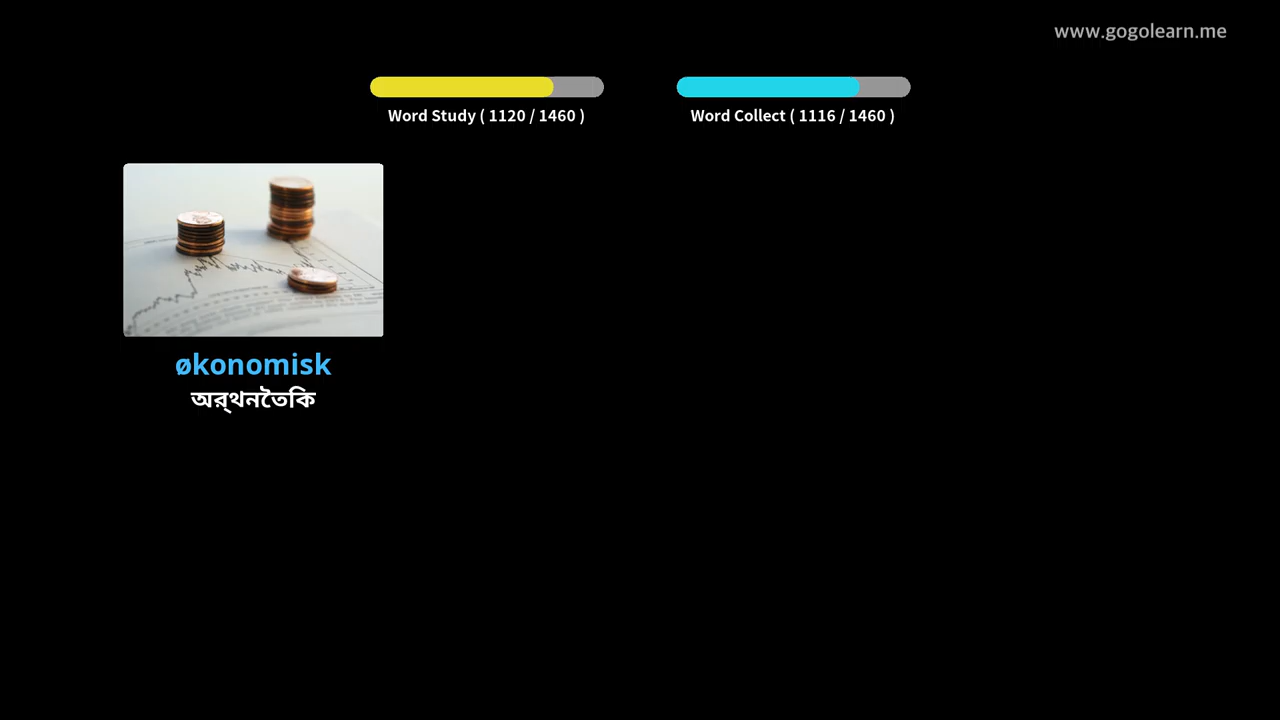 www.gogolearn.me
Word Study ( 1120 / 1460 )
Word Collect ( 1116 / 1460 )
økonomisk
অর্থনৈতিক